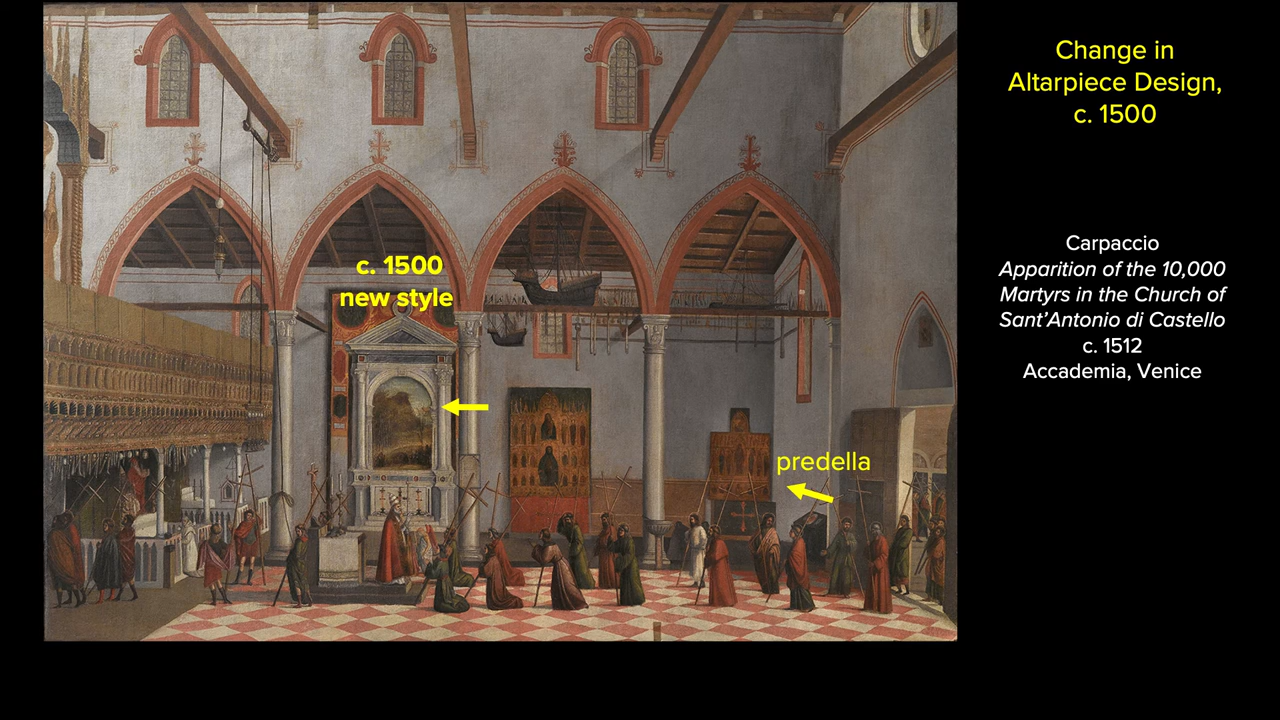 Change in
Altarpiece Design,
c. 1500
c. 1500
new style
predella
Carpaccio
Apparition of the 10,000
Martyrs in the Church of
Sant’Antonio di Castello
c. 1512
Accademia, Venice